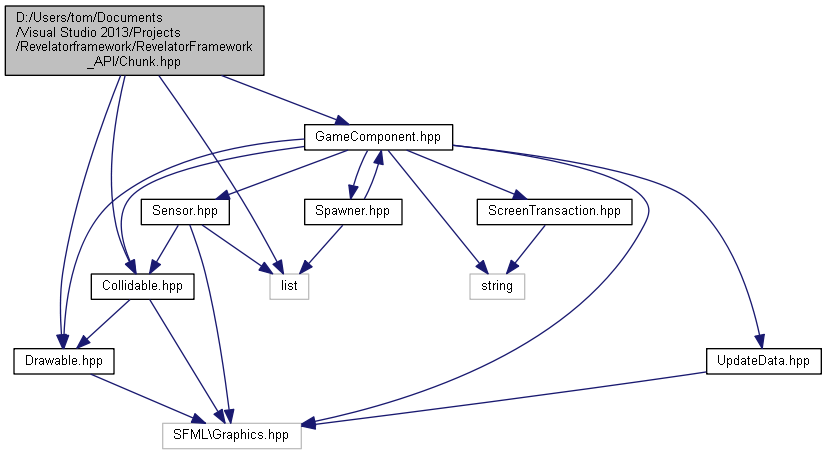 D:/Users/tom/Documents
/Visual Studio 2013/Projects
/Revelatorframework/RevelatorFramework
_API/Chunk.hpp
GameComponent.hpp
Sensor.hpp
Spawner.hpp
ScreenTransaction.hpp
Collidable.hpp
list
string
Drawable.hpp
UpdateData.hpp
SFML\Graphics.hpp